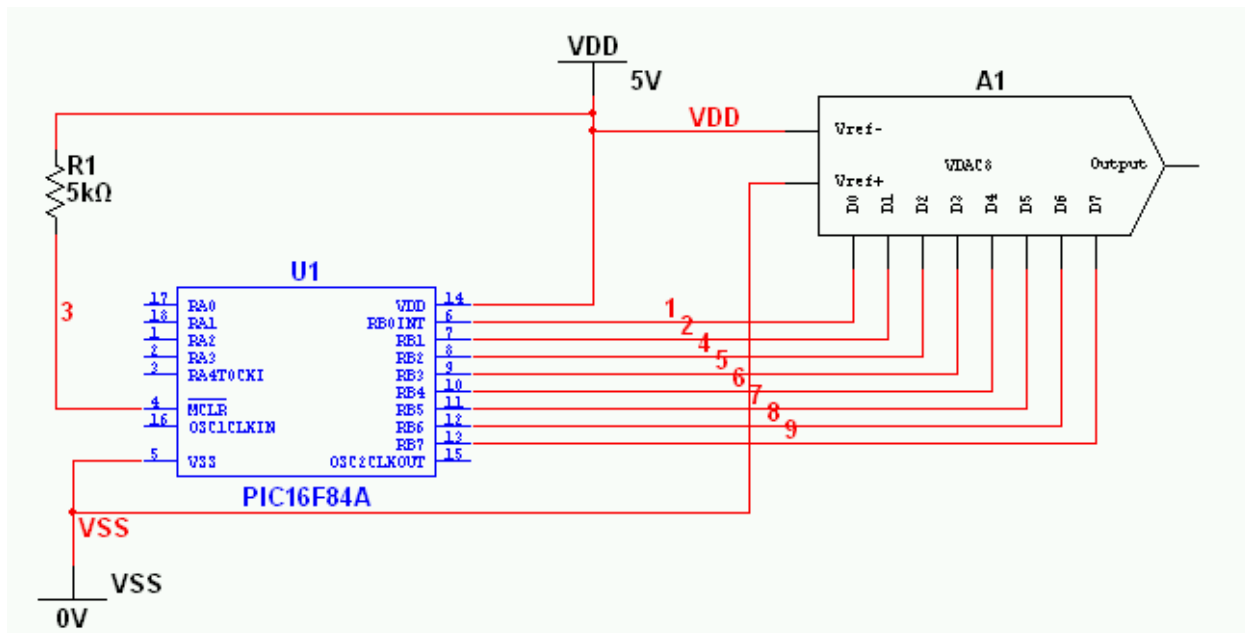 VDD
5V
A1
VDD
Vref-
VDAC8
Output
Vref+
D0
D1
D2
D3
D4
D5
D6
D7
R1
5kΩ
3
U1
17 RA0
18 RA1
1 RA2
2 RA3
3 RA4T0CKI
4 MCLR
16 OSC1CLKIN
5 VSS
VDD 14
RB0INT 6
RB1 7
RB2 8
RB3 9
RB4 10
RB5 11
RB6 12
RB7 13
OSC2CLKOUT 15
1
2
4
5
6
7
8
9
PIC16F84A
VSS
VSS
0V